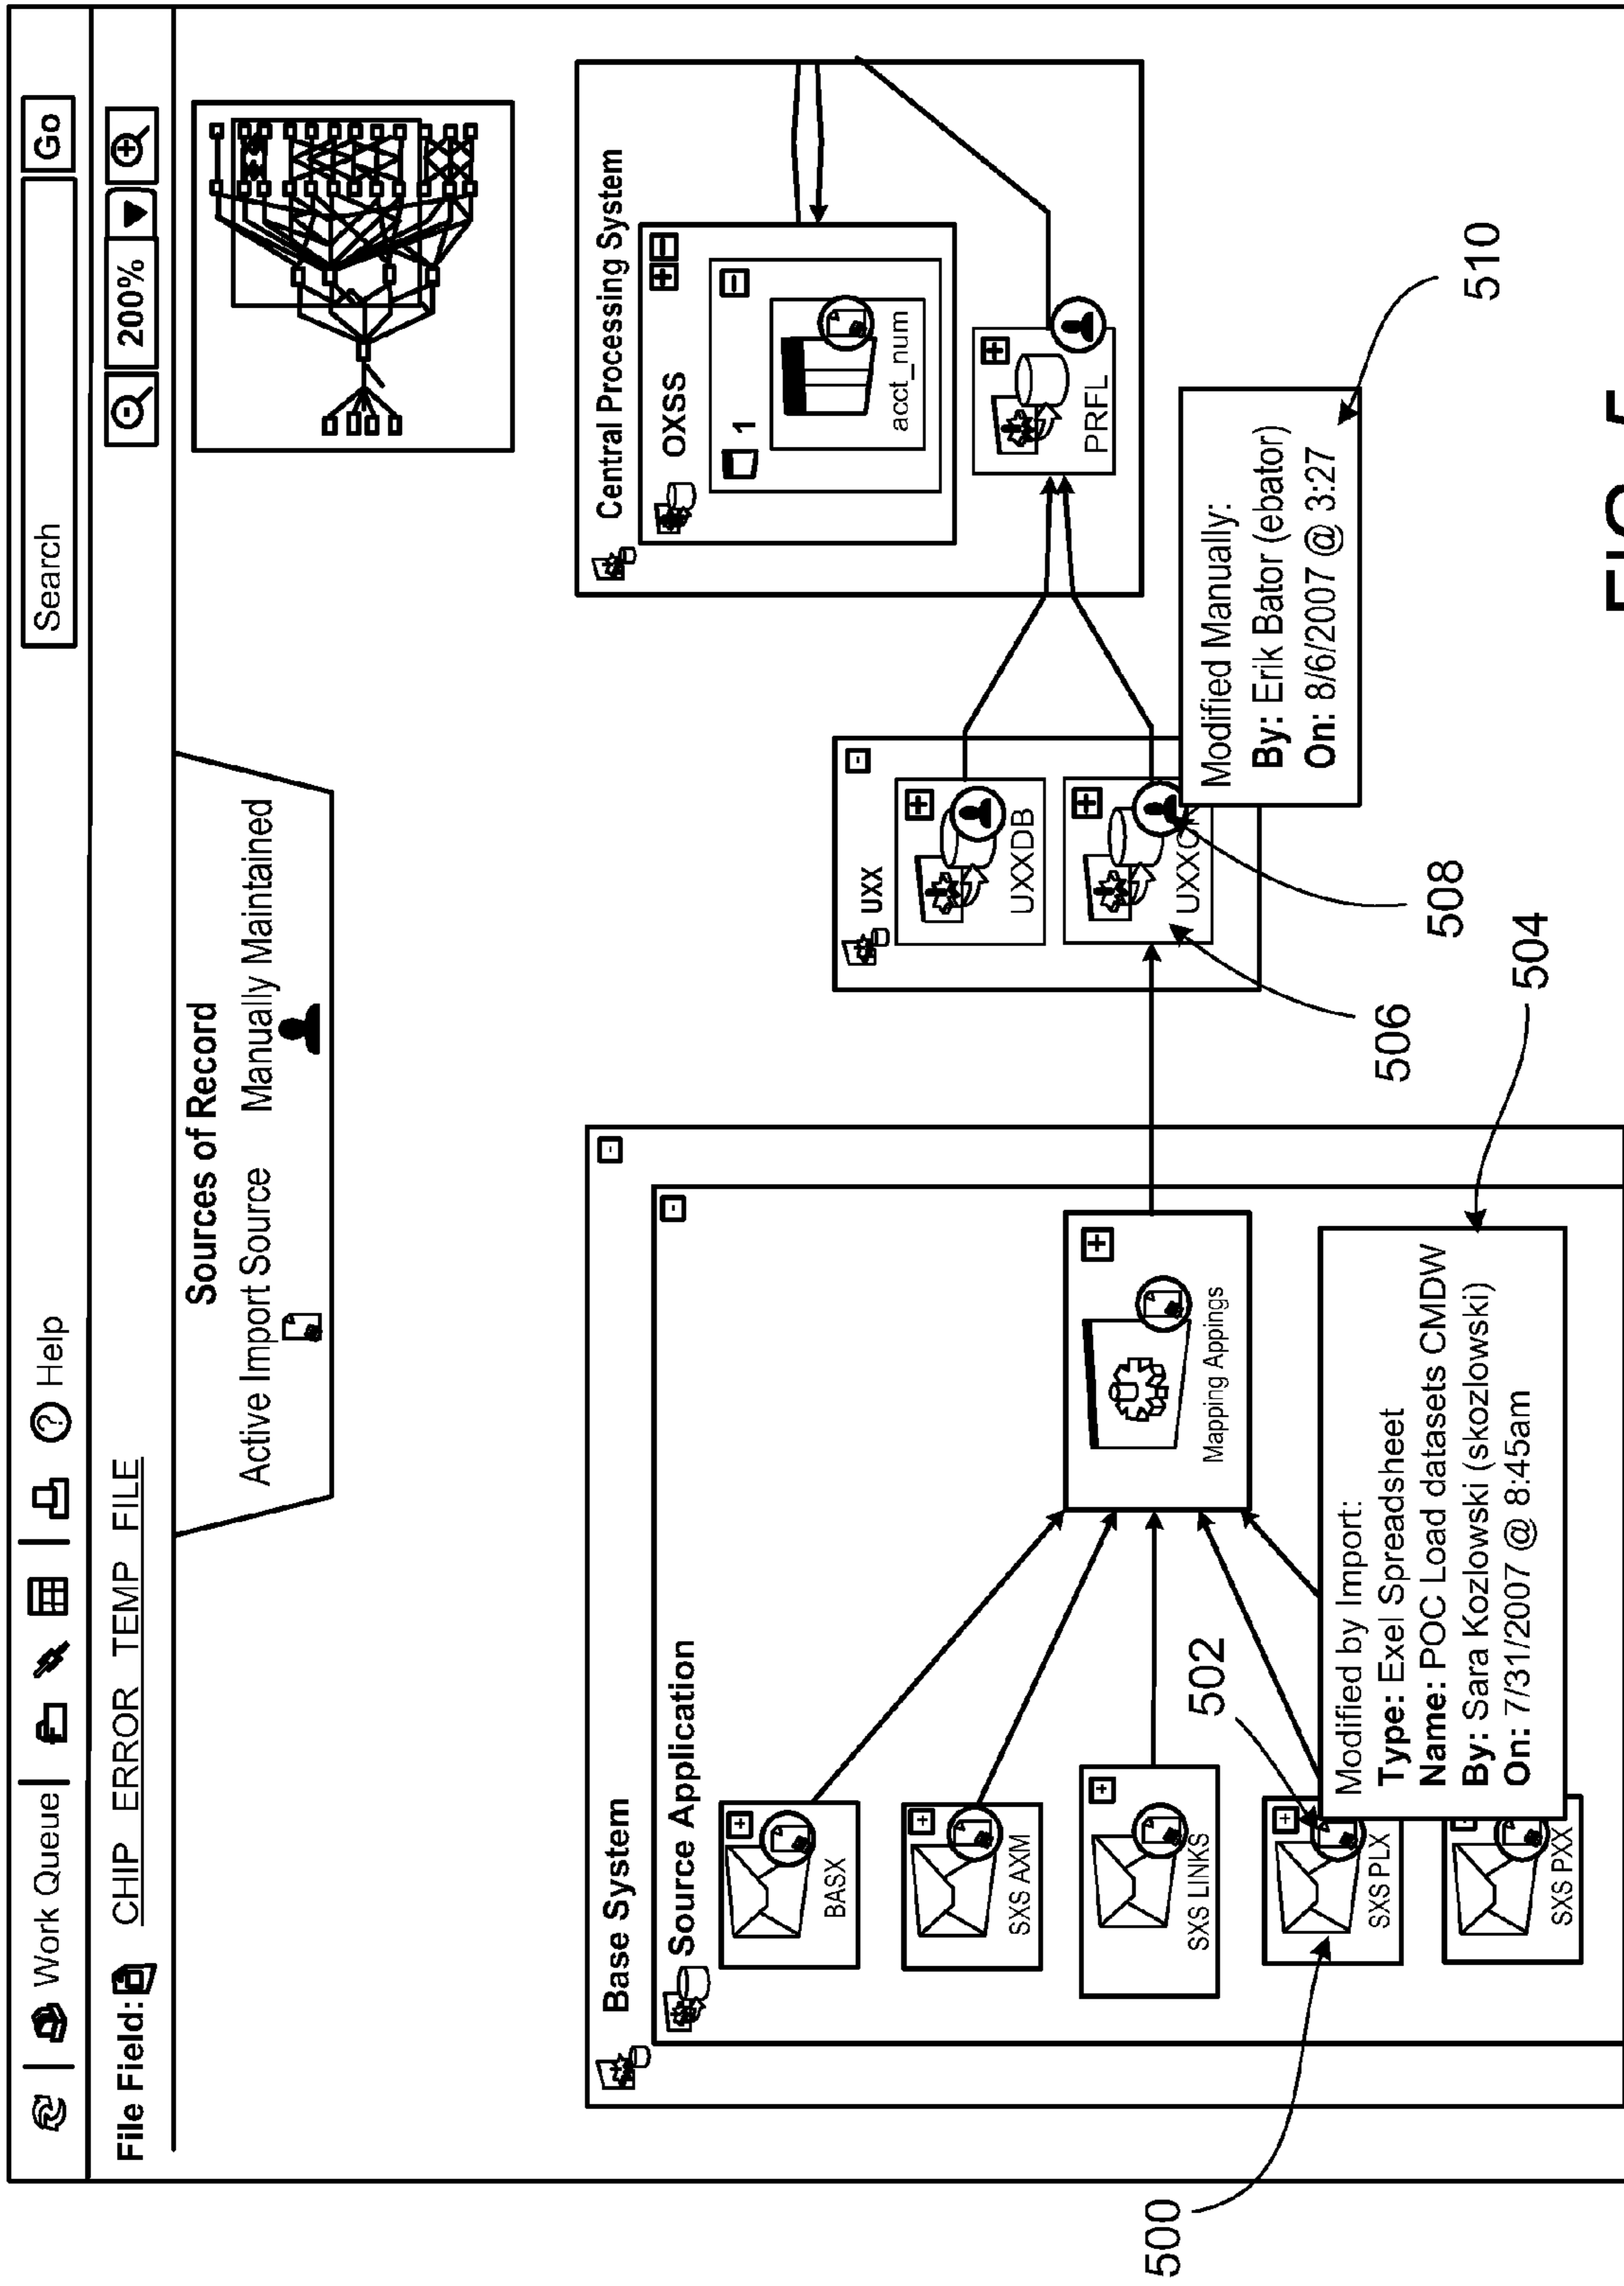 Work Queue
Help
Search
Go
File Field:
CHIP ERROR TEMP FILE
200%
Sources of Record
Active Import Source
Manually Maintained
Base System
Source Application
BASX
SXS AXM
SXS LINKS
SXS PLX
SXS PXX
Mapping Appings
502
Modified by Import:
Type: Exel Spreadsheet
Name: POC Load datasets CMDW
By: Sara Kozlowski (skozlowski)
On: 7/31/2007 @ 8:45am
500
504
UXX
UXXDB
506
508
Central Processing System
OXSS
1
acct_num
PRFL
Modified Manually:
By: Erik Bator (ebator)
On: 8/6/2007 @ 3:27
510